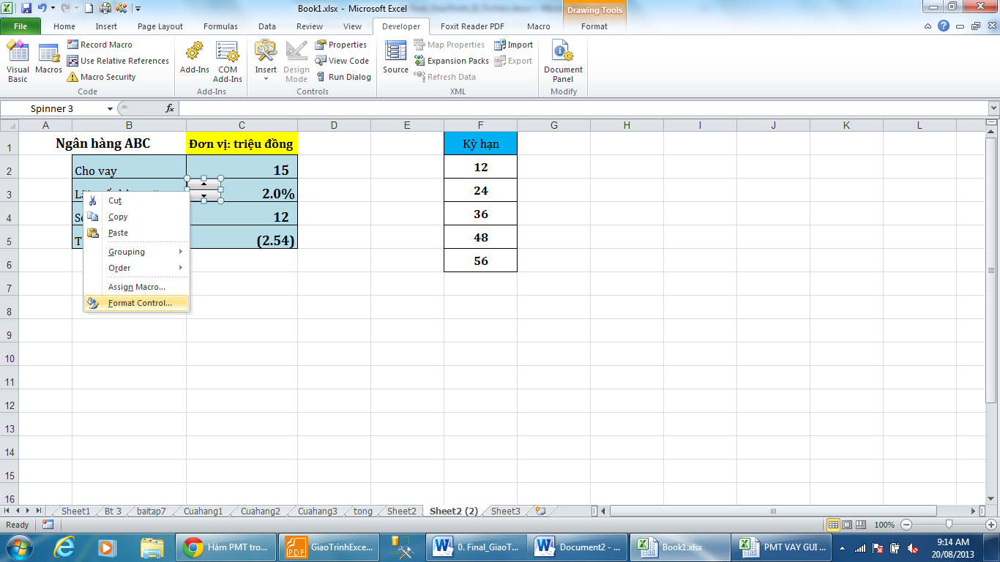 Book1.xlsx - Microsoft Excel
Drawing Tools
File Home Insert Page Layout Formulas Data Review View Developer Foxit Reader PDF Macro Format
Visual Basic
Macros
Record Macro
Use Relative References
Macro Security
Code
Add-Ins
COM Add-Ins
Add-Ins
Insert
Design Mode
Properties
View Code
Run Dialog
Controls
Source
Map Properties
Expansion Packs
Refresh Data
Import
Export
XML
Document Panel
Modify
Spinner 3
fx
A B C D E F G H I J K L
1 Ngân hàng ABC Đơn vị: triệu đồng Kỳ hạn
2 Cho vay 15 12
3 2.0% 24
4 12 36
5 (2.54) 48
6 56
7
8
9
10
11
12
13
14
15
16
Cut
Copy
Paste
Grouping
Order
Assign Macro...
Format Control...
Sheet1 Bt 3 baitap7 Cuahang1 Cuahang2 Cuahang3 tong Sheet2 Sheet2 (2) Sheet3
Ready 100%
Hàm PMT tro... GiaoTrinhExce... 0. Final_GiaoT... Document2 - ... Book1.xlsx PMT VAY GUI ...
9:14 AM
20/08/2013